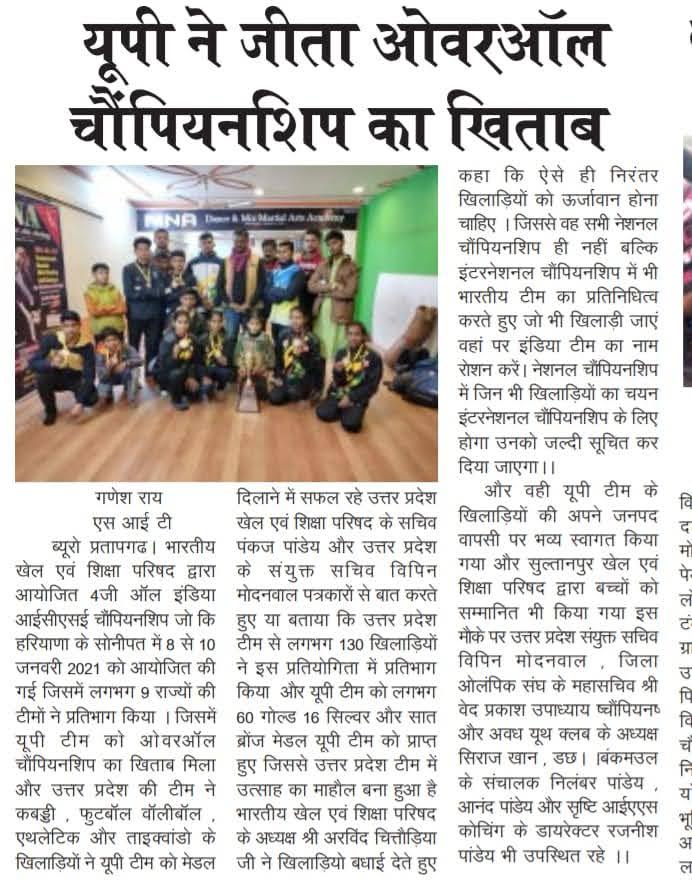 यूपी ने जीता ओवरऑल
चौंपियनशिप का खिताब
MNA Dance & Mix Martial Arts Academy
गणेश राय
एस आई टी
ब्यूरो प्रतापगढ। भारतीय
खेल एवं शिक्षा परिषद द्वारा
आयोजित 4जी ऑल इंडिया
आईसीएसई चौंपियनशिप जो कि
हरियाणा के सोनीपत में 8 से 10
जनवरी 2021 को आयोजित की
गई जिसमें लगभग 9 राज्यों की
टीमों ने प्रतिभाग किया । जिसमें
यूपी टीम को ओवरऑल
चौंपियनशिप का खिताब मिला
और उत्तर प्रदेश की टीम ने
कबड्डी , फुटबॉल वॉलीबॉल ,
एथलेटिक और ताइक्वांडो के
खिलाड़ियों ने यूपी टीम को मेडल
दिलाने में सफल रहे उत्तर प्रदेश
खेल एवं शिक्षा परिषद के सचिव
पंकज पांडेय और उत्तर प्रदेश
के संयुक्त सचिव विपिन
मोदनवाल पत्रकारों से बात करते
हुए या बताया कि उत्तर प्रदेश
टीम से लगभग 130 खिलाड़ियों
ने इस प्रतियोगिता में प्रतिभाग
किया और यूपी टीम को लगभग
60 गोल्ड 16 सिल्वर और सात
ब्रोंज मेडल यूपी टीम को प्राप्त
हुए जिससे उत्तर प्रदेश टीम में
उत्साह का माहौल बना हुआ है
भारतीय खेल एवं शिक्षा परिषद
के अध्यक्ष श्री अरविंद चित्तौड़िया
जी ने खिलाड़ियो बधाई देते हुए
कहा कि ऐसे ही निरंतर
खिलाड़ियों को ऊर्जावान होना
चाहिए । जिससे वह सभी नेशनल
चौंपियनशिप ही नहीं बल्कि
इंटरनेशनल चौंपियनशिप में भी
भारतीय टीम का प्रतिनिधित्व
करते हुए जो भी खिलाड़ी जाएं
वहां पर इंडिया टीम का नाम
रोशन करें। नेशनल चौंपियनशिप
में जिन भी खिलाड़ियों का चयन
इंटरनेशनल चौंपियनशिप के लिए
होगा उनको जल्दी सूचित कर
दिया जाएगा।।
और वही यूपी टीम के
खिलाड़ियों की अपने जनपद
वापसी पर भव्य स्वागत किया
गया और सुल्तानपुर खेल एवं
शिक्षा परिषद द्वारा बच्चों को
सम्मानित भी किया गया इस
मौके पर उत्तर प्रदेश संयुक्त सचिव
विपिन मोदनवाल , जिला
ओलंपिक संघ के महासचिव श्री
वेद प्रकाश उपाध्याय ष्चौंपियनष्
और अवध यूथ क्लब के अध्यक्ष
सिराज खान , डछ। ।बंकमउल
के संचालक निलंबर पांडेय ,
आनंद पांडेय और सृष्टि आईएएस
कोचिंग के डायरेक्टर रजनीश
पांडेय भी उपस्थित रहे ।।